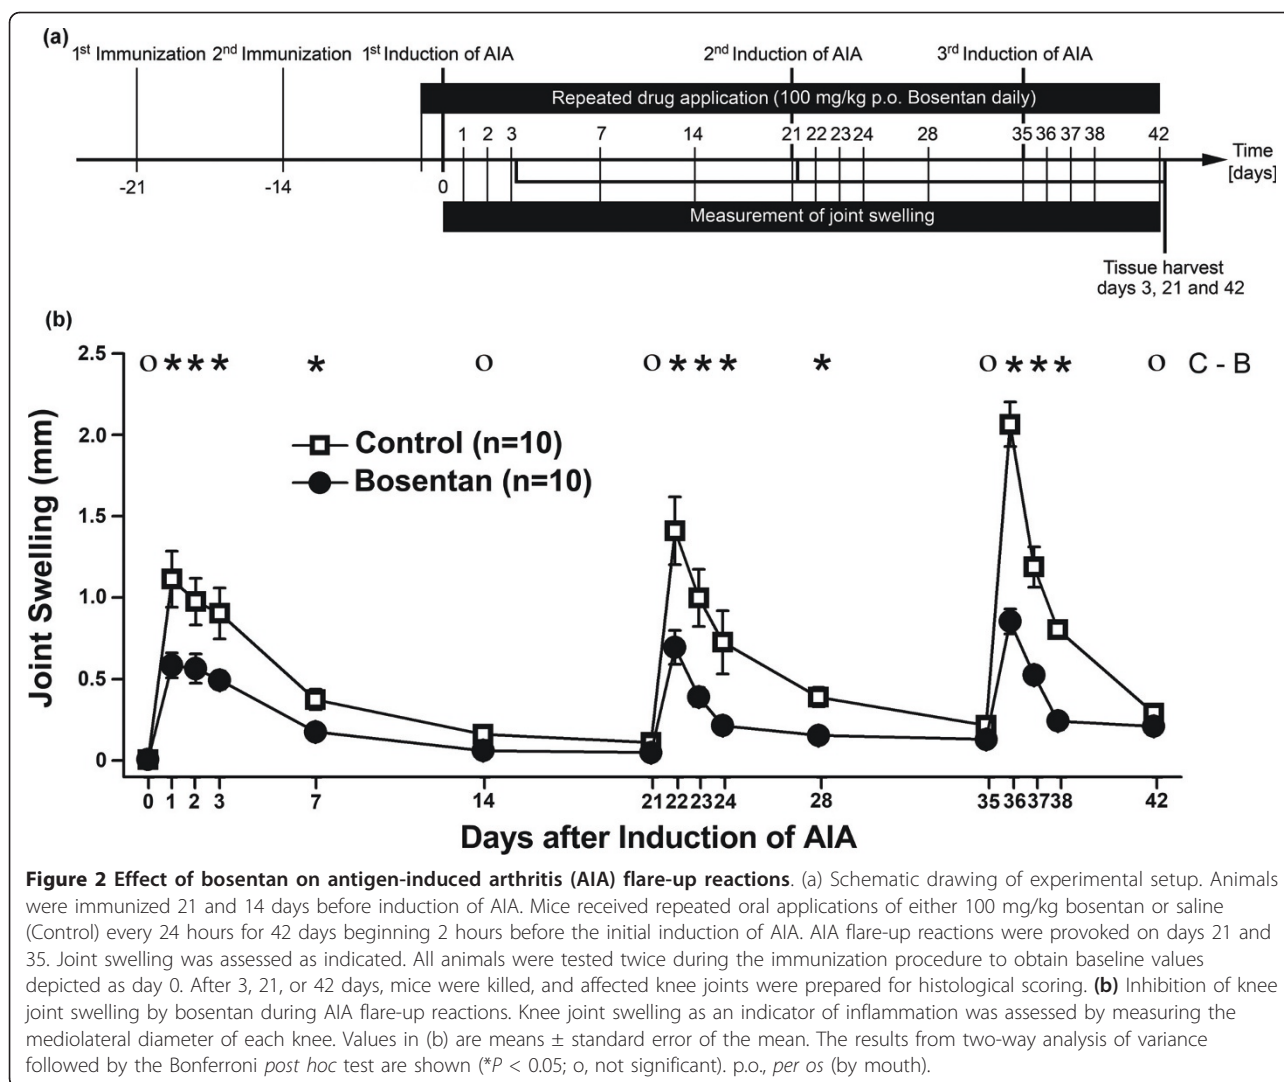 (a)
1st Immunization 2nd Immunization 1st Induction of AIA 2nd Induction of AIA 3rd Induction of AIA
Repeated drug application (100 mg/kg p.o. Bosentan daily)
1 2 3 7 14 21 22 23 24 28 35 36 37 38 42
Time
[days]
-21 -14 0
Measurement of joint swelling
Tissue harvest
days 3, 21 and 42
(b)
2.5 o * * * * o o * * * * o * * * o C - B
2.0
1.5
1.0
0.5
0
Joint Swelling (mm)
Control (n=10)
Bosentan (n=10)
0 1 2 3 7 14 21 22 23 24 28 35 36 37 38 42
Days after Induction of AIA
Figure 2 Effect of bosentan on antigen-induced arthritis (AIA) flare-up reactions. (a) Schematic drawing of experimental setup. Animals
were immunized 21 and 14 days before induction of AIA. Mice received repeated oral applications of either 100 mg/kg bosentan or saline
(Control) every 24 hours for 42 days beginning 2 hours before the initial induction of AIA. AIA flare-up reactions were provoked on days 21 and
35. Joint swelling was assessed as indicated. All animals were tested twice during the immunization procedure to obtain baseline values
depicted as day 0. After 3, 21, or 42 days, mice were killed, and affected knee joints were prepared for histological scoring. (b) Inhibition of knee
joint swelling by bosentan during AIA flare-up reactions. Knee joint swelling as an indicator of inflammation was assessed by measuring the
mediolateral diameter of each knee. Values in (b) are means ± standard error of the mean. The results from two-way analysis of variance
followed by the Bonferroni post hoc test are shown (*P < 0.05; o, not significant). p.o., per os (by mouth).